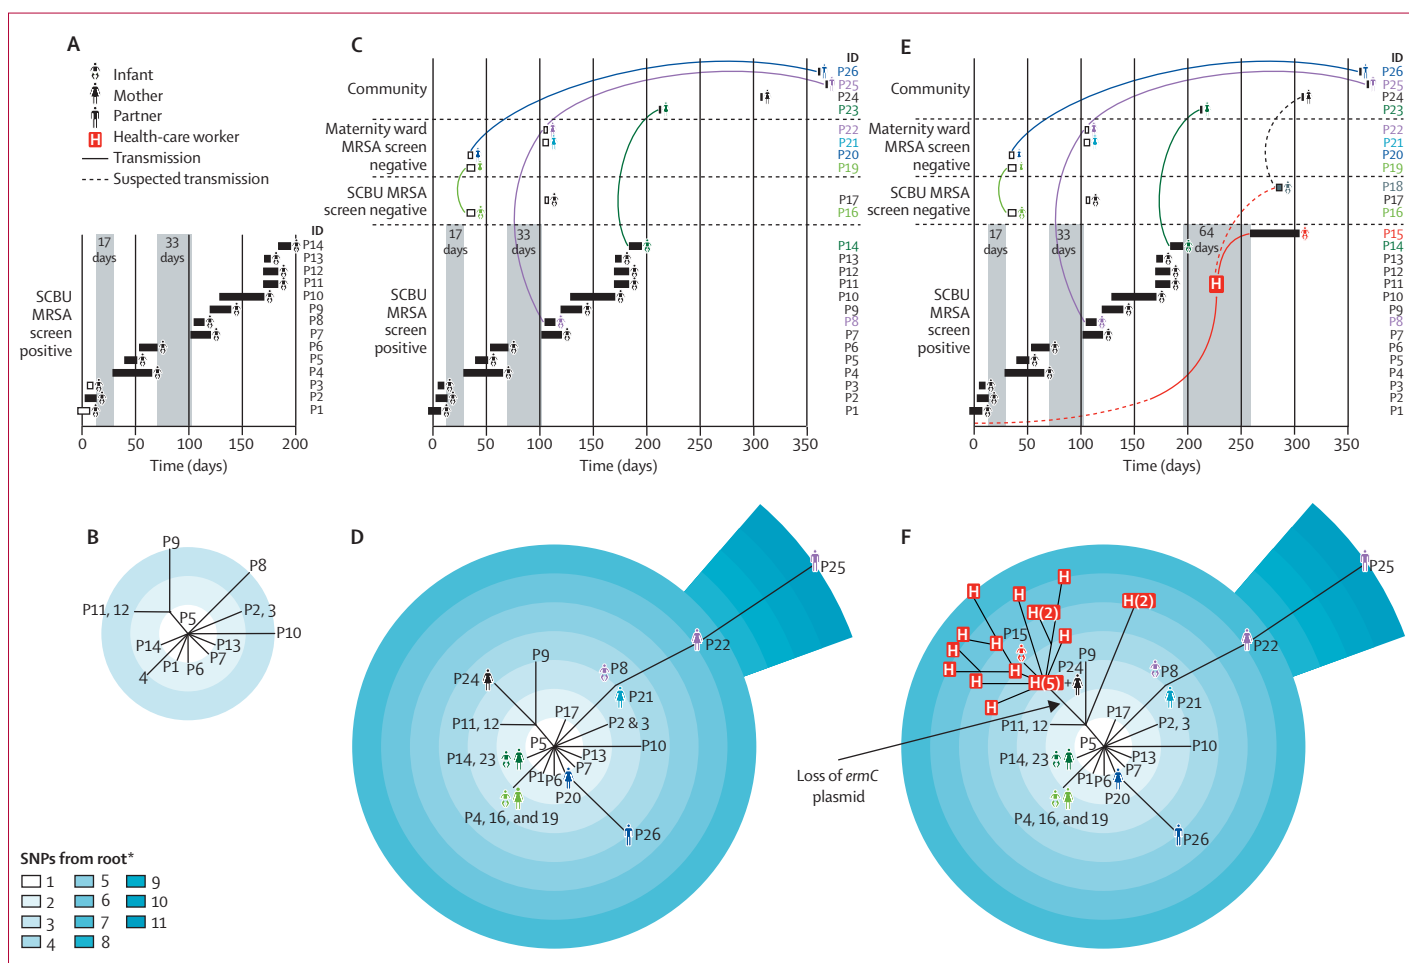 A
Infant
Mother
Partner
H Health-care worker
Transmission
Suspected transmission
ID
17 days
33 days
P14
P13
P12
P11
P10
P9
P8
P7
P6
P5
P4
P3
P2
P1
SCBU
MRSA
screen
positive
0 50 100 150 200
Time (days)
C
ID
Community
P26
P25
P24
P23
Maternity ward
MRSA screen
negative
P22
P21
P20
P19
SCBU MRSA
screen negative
P17
P16
17
days
33
days
SCBU
MRSA
screen
positive
P14
P13
P12
P11
P10
P9
P8
P7
P6
P5
P4
P3
P2
P1
0 50 100 150 200 250 300 350
Time (days)
E
ID
Community
P26
P25
P24
P23
Maternity ward
MRSA screen
negative
P22
P21
P20
P19
SCBU MRSA
screen negative
P18
P17
P16
17
days
33
days
64
days
H
SCBU
MRSA
screen
positive
P15
P14
P13
P12
P11
P10
P9
P8
P7
P6
P5
P4
P3
P2
P1
0 50 100 150 200 250 300 350
Time (days)
B
P9
P8
P11, 12
P5
P2, 3
P10
P14
P13
P7
P1
P6
4
D
P25
P22
P9
P8
P24
P21
P17
P11, 12
P2 & 3
P5
P10
P14, 23
P13
P7
P1
P6
P20
P4, 16, and 19
P26
F
P25
H
H
H
H(2)
H(2)
H
H
P15
H
H
P22
P24
P9
P8
H
H
H
H(5)
+
H
P21
P17
P11, 12
P2, 3
P5
P10
P14, 23
P13
P7
P1
P6
P20
P4, 16, and 19
P26
Loss of ermC
plasmid
SNPs from root*
1
2
3
4
5
6
7
8
9
10
11